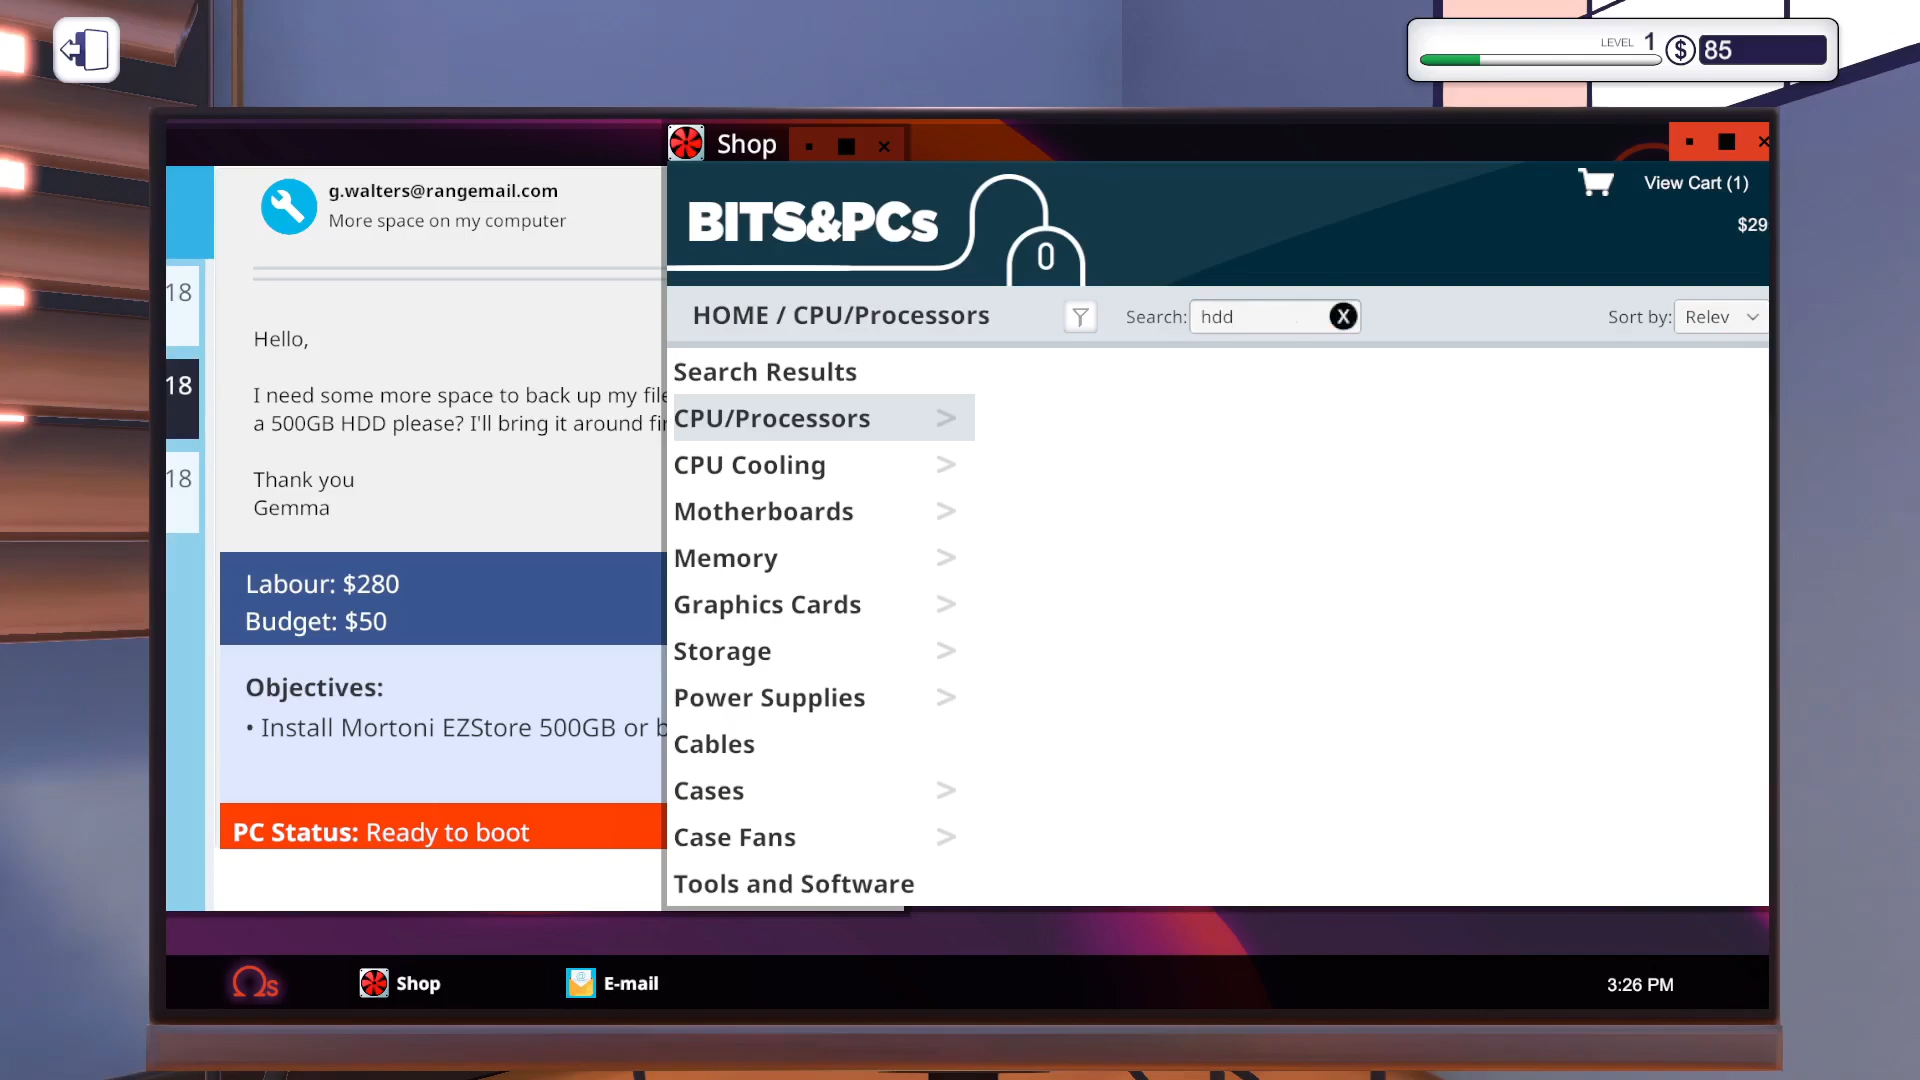 LEVEL 1
$ 85
Shop
g.walters@rangemail.com
More space on my computer
View Cart (1)
BITS&PCs
$29
HOME / CPU/Processors
Search: hdd X
Sort by: Relev
18
18
18
Hello,
I need some more space to back up my file
a 500GB HDD please? I'll bring it around fir
Thank you
Gemma
Labour: $280
Budget: $50
Objectives:
• Install Mortoni EZStore 500GB or b
PC Status: Ready to boot
Search Results
CPU/Processors >
CPU Cooling >
Motherboards >
Memory >
Graphics Cards >
Storage >
Power Supplies >
Cables
Cases >
Case Fans >
Tools and Software
Ωs
Shop
E-mail
3:26 PM